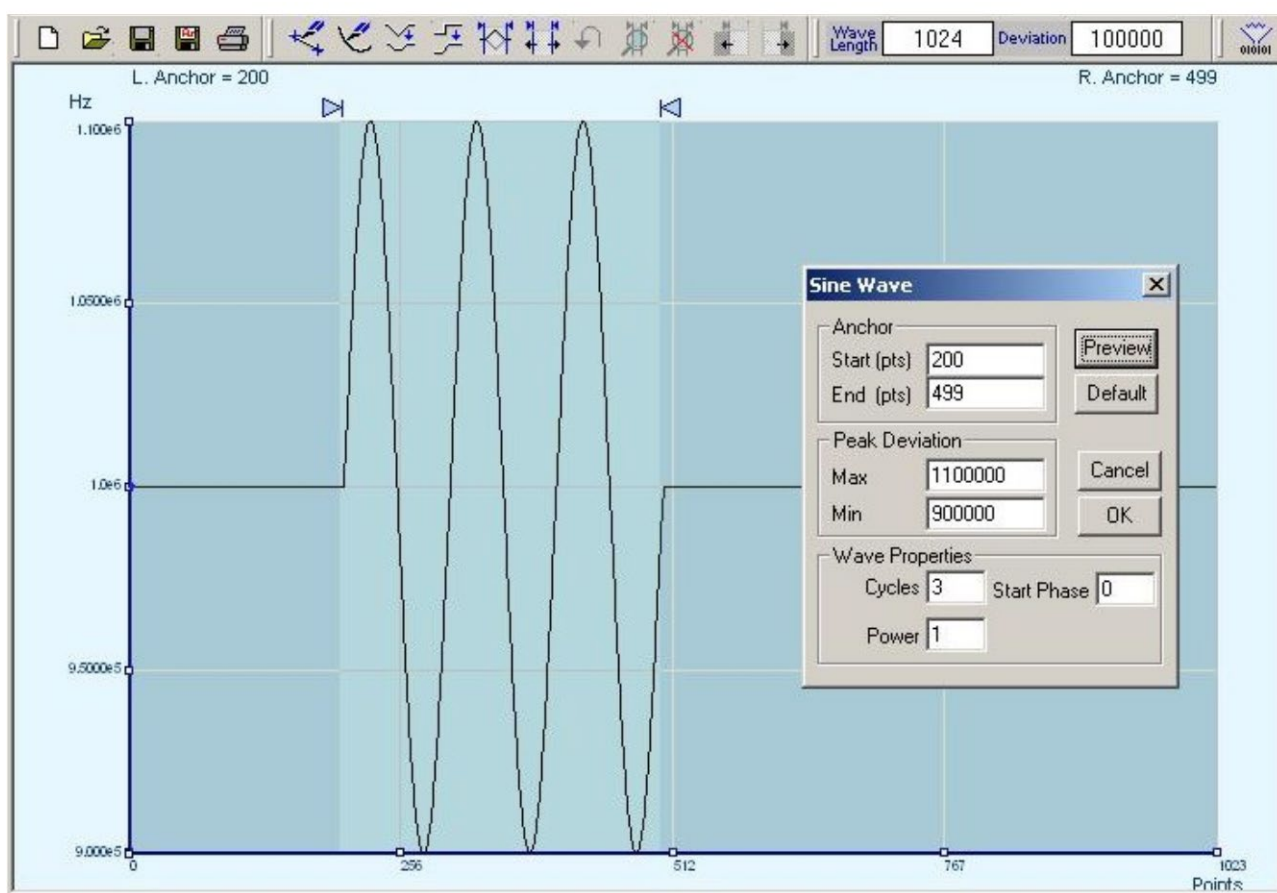 Wave Length 1024 Deviation 100000
010101
L. Anchor = 200 R. Anchor = 499
Hz
1.100e6
1.0500e6
1.0e6
9.5000e5
9.000e5
0 256 512 767 1023
Points
Sine Wave
Anchor
Start (pts) 200
End (pts) 499
Preview
Default
Peak Deviation
Max 1100000
Min 900000
Cancel
OK
Wave Properties
Cycles 3 Start Phase 0
Power 1